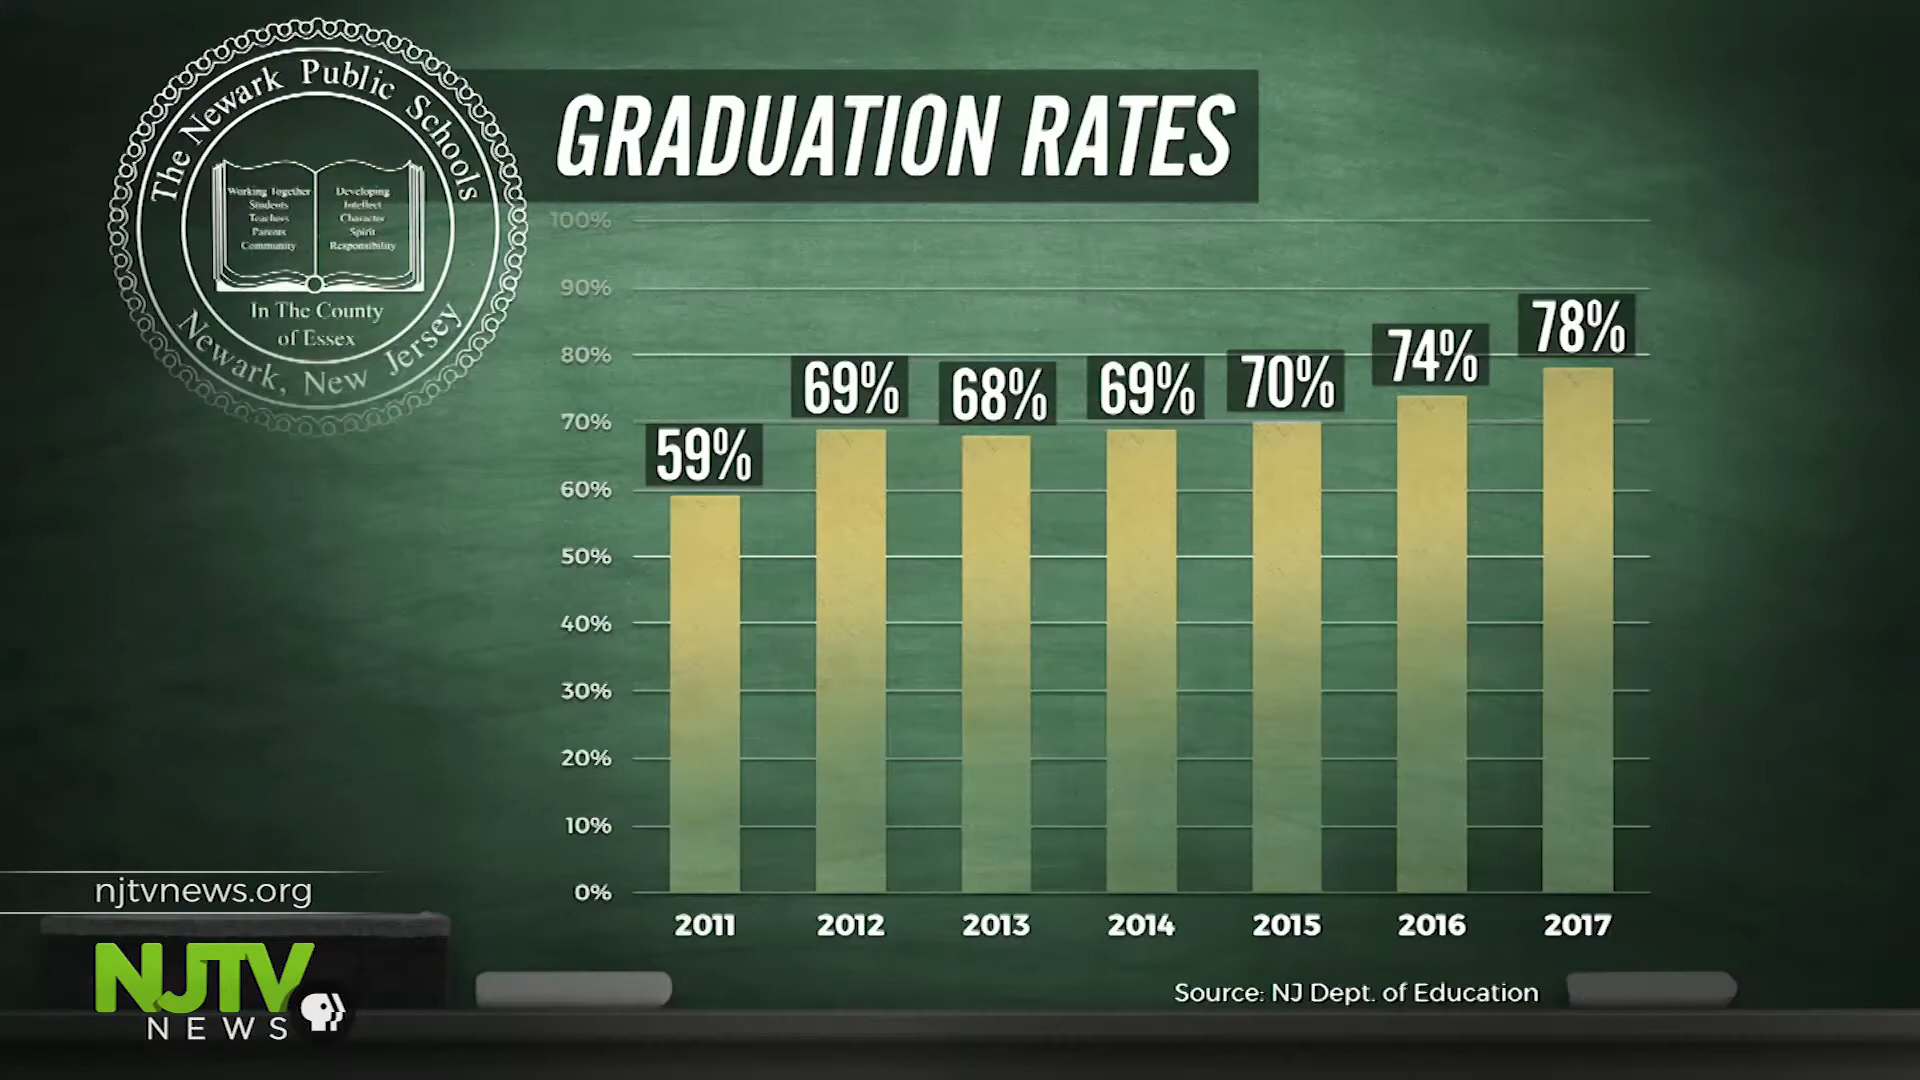 The Newark Public Schools
Working Together
Students
Teachers
Parents
Community
Developing
Intellect
Character
Spirit
Responsibility
In The County
of Essex
Newark, New Jersey
GRADUATION RATES
100%
90%
80%
70%
60%
50%
40%
30%
20%
10%
0%
59%
69%
68%
69%
70%
74%
78%
2011 2012 2013 2014 2015 2016 2017
Source: NJ Dept. of Education
njtvnews.org
NJTV
NEWS